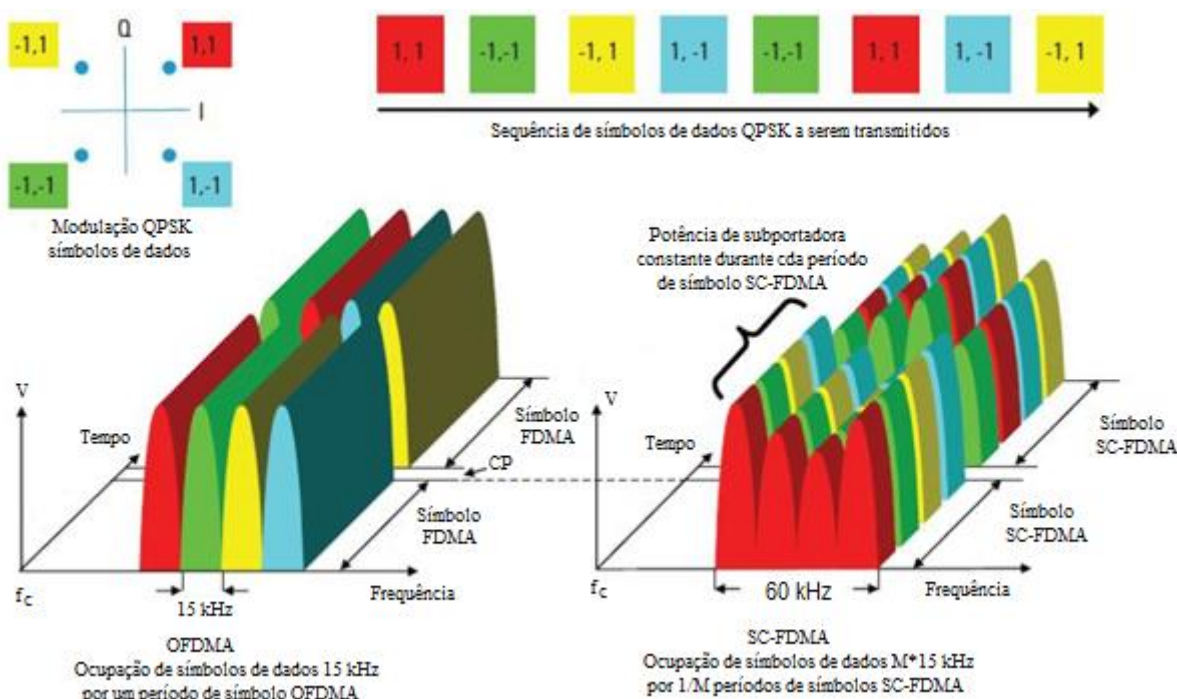 -1,1
Q
1,1
I
-1,-1
1,-1
Modulação QPSK
símbolos de dados
1, 1
-1,-1
-1, 1
1, -1
-1,-1
1, 1
1, -1
-1, 1
Sequência de símbolos de dados QPSK a serem transmitidos
V
Tempo
Símbolo
FDMA
CP
Símbolo
FDMA
fC
15 kHz
Frequência
OFDMA
Ocupação de símbolos de dados 15 kHz
por um período de símbolo OFDMA
Potência de subportadora
constante durante cda período
de símbolo SC-FDMA
V
Tempo
Símbolo
SC-FDMA
Símbolo
SC-FDMA
fC
60 kHz
Frequência
SC-FDMA
Ocupação de símbolos de dados M*15 kHz
por 1/M períodos de símbolos SC-FDMA